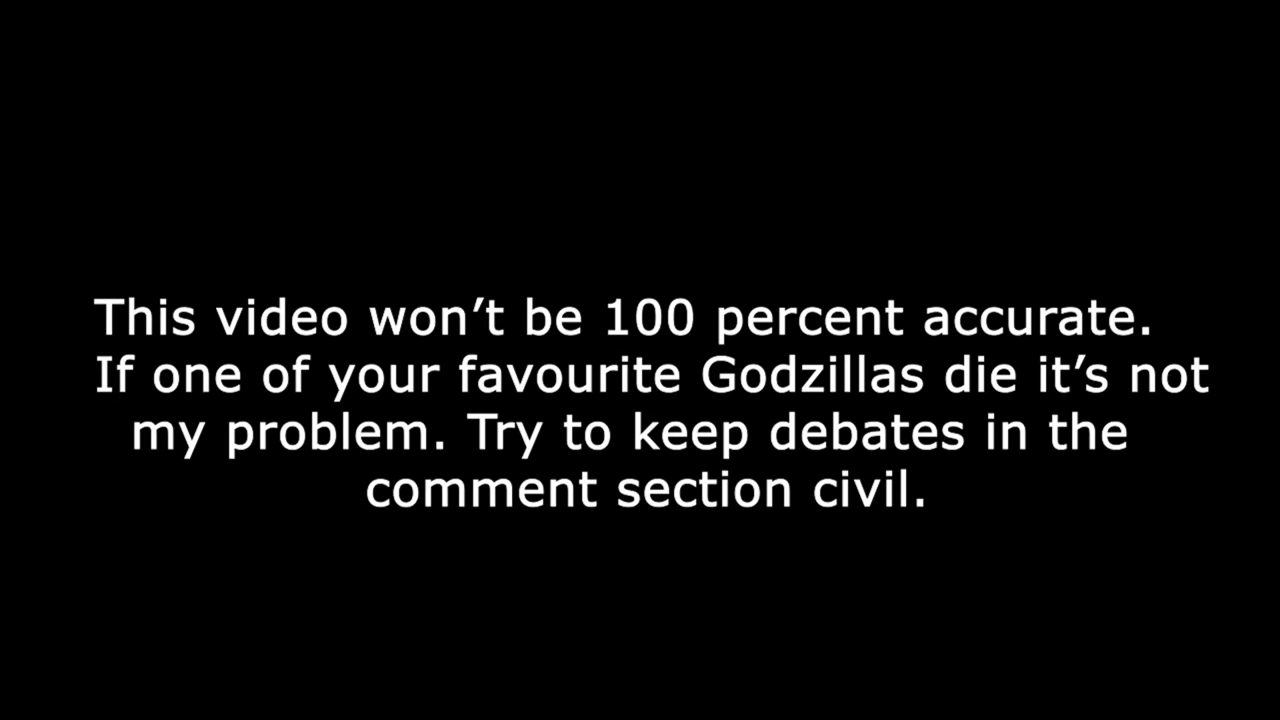 This video won’t be 100 percent accurate.
If one of your favourite Godzillas die it’s not
my problem. Try to keep debates in the
comment section civil.